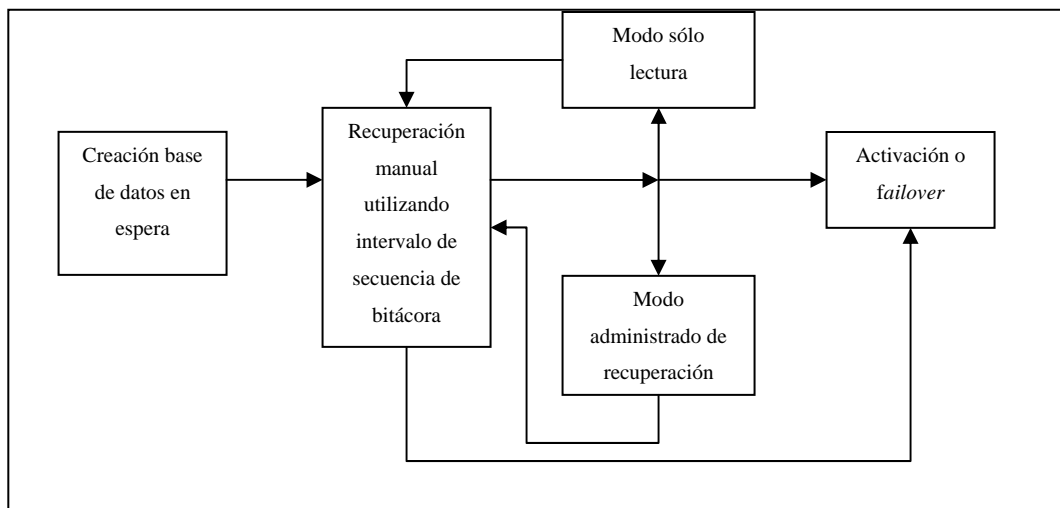 Modo sólo
lectura
Creación base
de datos en
espera
Recuperación
manual
utilizando
intervalo de
secuencia de
bitácora
Activación o
failover
Modo
administrado de
recuperación